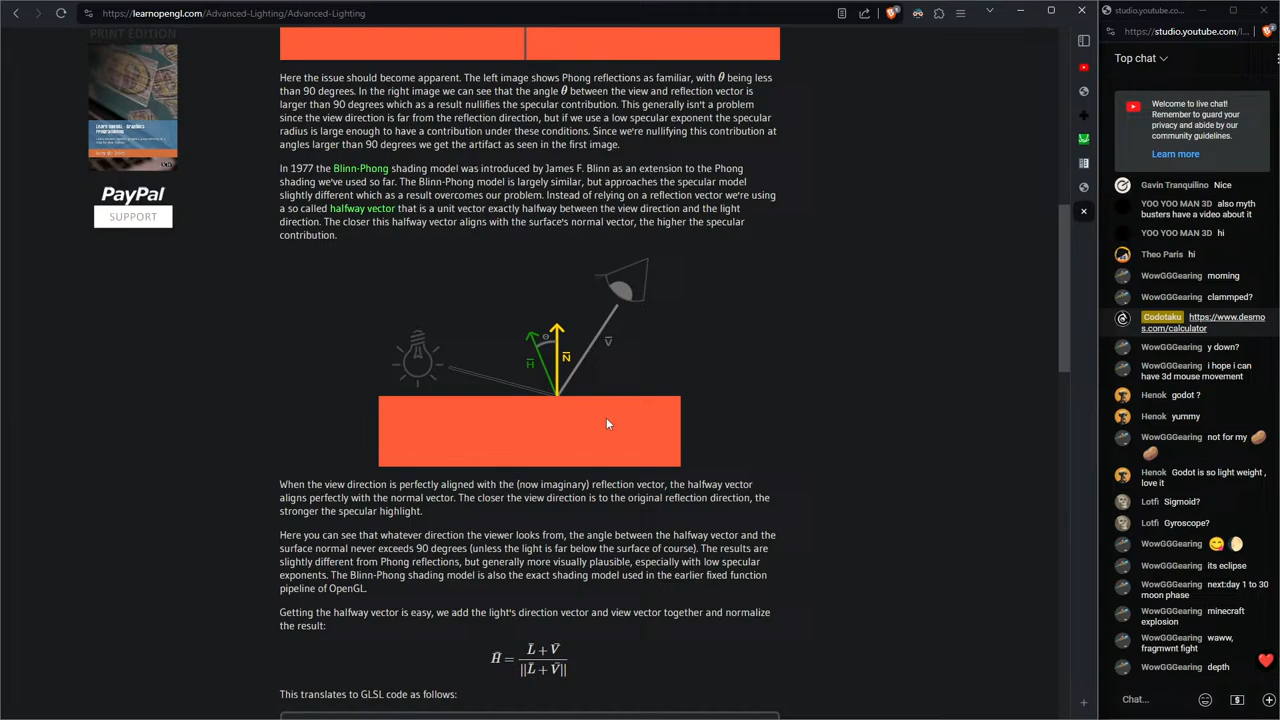 https://learnopengl.com/Advanced-Lighting/Advanced-Lighting
PRINT EDITION
Learn OpenGL - Graphics
Programming
PayPal
SUPPORT
Here the issue should become apparent. The left image shows Phong reflections as familiar, with θ being less
than 90 degrees. In the right image we can see that the angle θ between the view and reflection vector is
larger than 90 degrees which as a result nullifies the specular contribution. This generally isn't a problem
since the view direction is far from the reflection direction, but if we use a low specular exponent the specular
radius is large enough to have a contribution under these conditions. Since we're nullifying this contribution at
angles larger than 90 degrees we get the artifact as seen in the first image.
In 1977 the Blinn-Phong shading model was introduced by James F. Blinn as an extension to the Phong
shading we've used so far. The Blinn-Phong model is largely similar, but approaches the specular model
slightly different which as a result overcomes our problem. Instead of relying on a reflection vector we're using
a so called halfway vector that is a unit vector exactly halfway between the view direction and the light
direction. The closer this halfway vector aligns with the surface's normal vector, the higher the specular
contribution.
Θ
H̄
N̄
V̄
When the view direction is perfectly aligned with the (now imaginary) reflection vector, the halfway vector
aligns perfectly with the normal vector. The closer the view direction is to the original reflection direction, the
stronger the specular highlight.
Here you can see that whatever direction the viewer looks from, the angle between the halfway vector and the
surface normal never exceeds 90 degrees (unless the light is far below the surface of course). The results are
slightly different from Phong reflections, but generally more visually plausible, especially with low specular
exponents. The Blinn-Phong shading model is also the exact shading model used in the earlier fixed function
pipeline of OpenGL.
Getting the halfway vector is easy, we add the light's direction vector and view vector together and normalize
the result:
H̄ = (L̄ + V̄) / ||L̄ + V̄||
This translates to GLSL code as follows:
studio.youtube.co...
https://studio.youtube.com/l...
Top chat
Welcome to live chat!
Remember to guard your
privacy and abide by our
community guidelines.
Learn more
Gavin Tranquilino Nice
YOO YOO MAN 3D also myth
busters have a video about it
YOO YOO MAN 3D hi
Theo Paris hi
WowGGGearing morning
WowGGGearing clammped?
Codotaku https://www.desmo
s.com/calculator
WowGGGearing y down?
WowGGGearing i hope i can
have 3d mouse movement
Henok godot ?
Henok yummy
WowGGGearing not for my 🥔
🥔
Henok Godot is so light weight ,
love it
Lotfi Sigmoid?
Lotfi Gyroscope?
WowGGGearing 😋 🌔
WowGGGearing its eclipse
WowGGGearing next:day 1 to 30
moon phase
WowGGGearing minecraft
explosion
WowGGGearing waww,
fragmwnt fight
WowGGGearing depth
Chat...